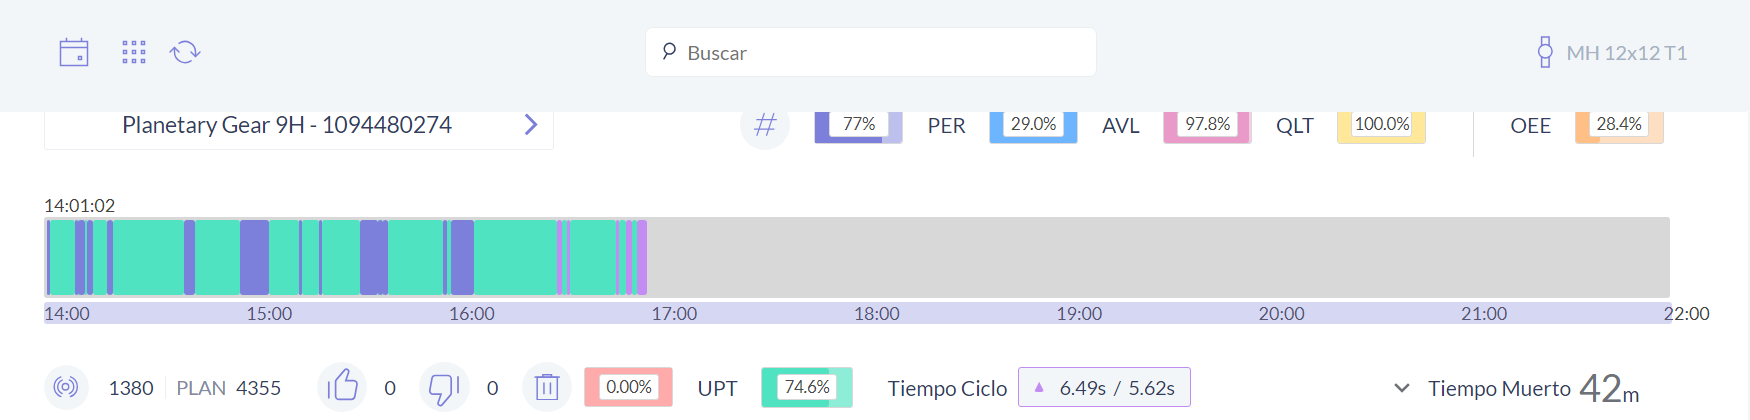 Buscar
MH 12x12 T1
Planetary Gear 9H - 1094480274
# 77% PER 29.0% AVL 97.8% QLT 100.0% OEE 28.4%
14:01:02
14:00 15:00 16:00 17:00 18:00 19:00 20:00 21:00 22:00
1380 PLAN 4355 0 0 0.00% UPT 74.6% Tiempo Ciclo 6.49s / 5.62s Tiempo Muerto 42m